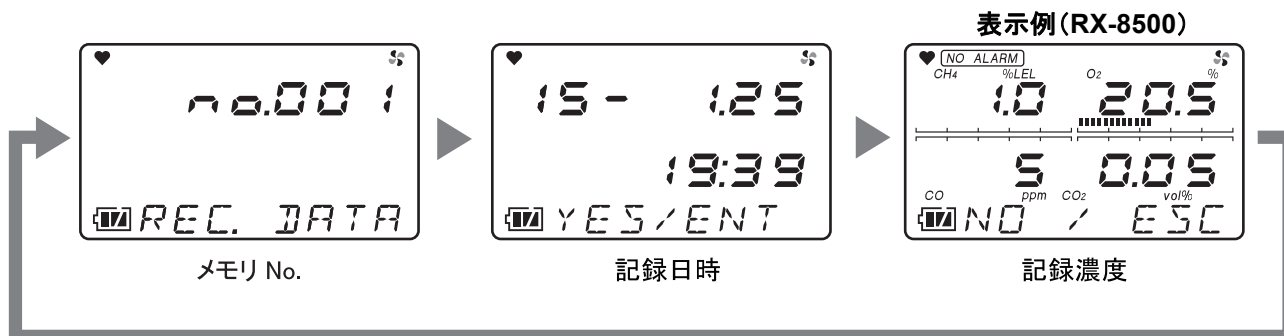 表示例(RX-8500)
no.001
REC. DATA
メモリ No.
15- 1.25
19:39
YES/ENT
記録日時
NO ALARM
CH4 %LEL O2 %
1.0 20.5
5 0.05
CO ppm CO2 vol%
NO / ESC
記録濃度